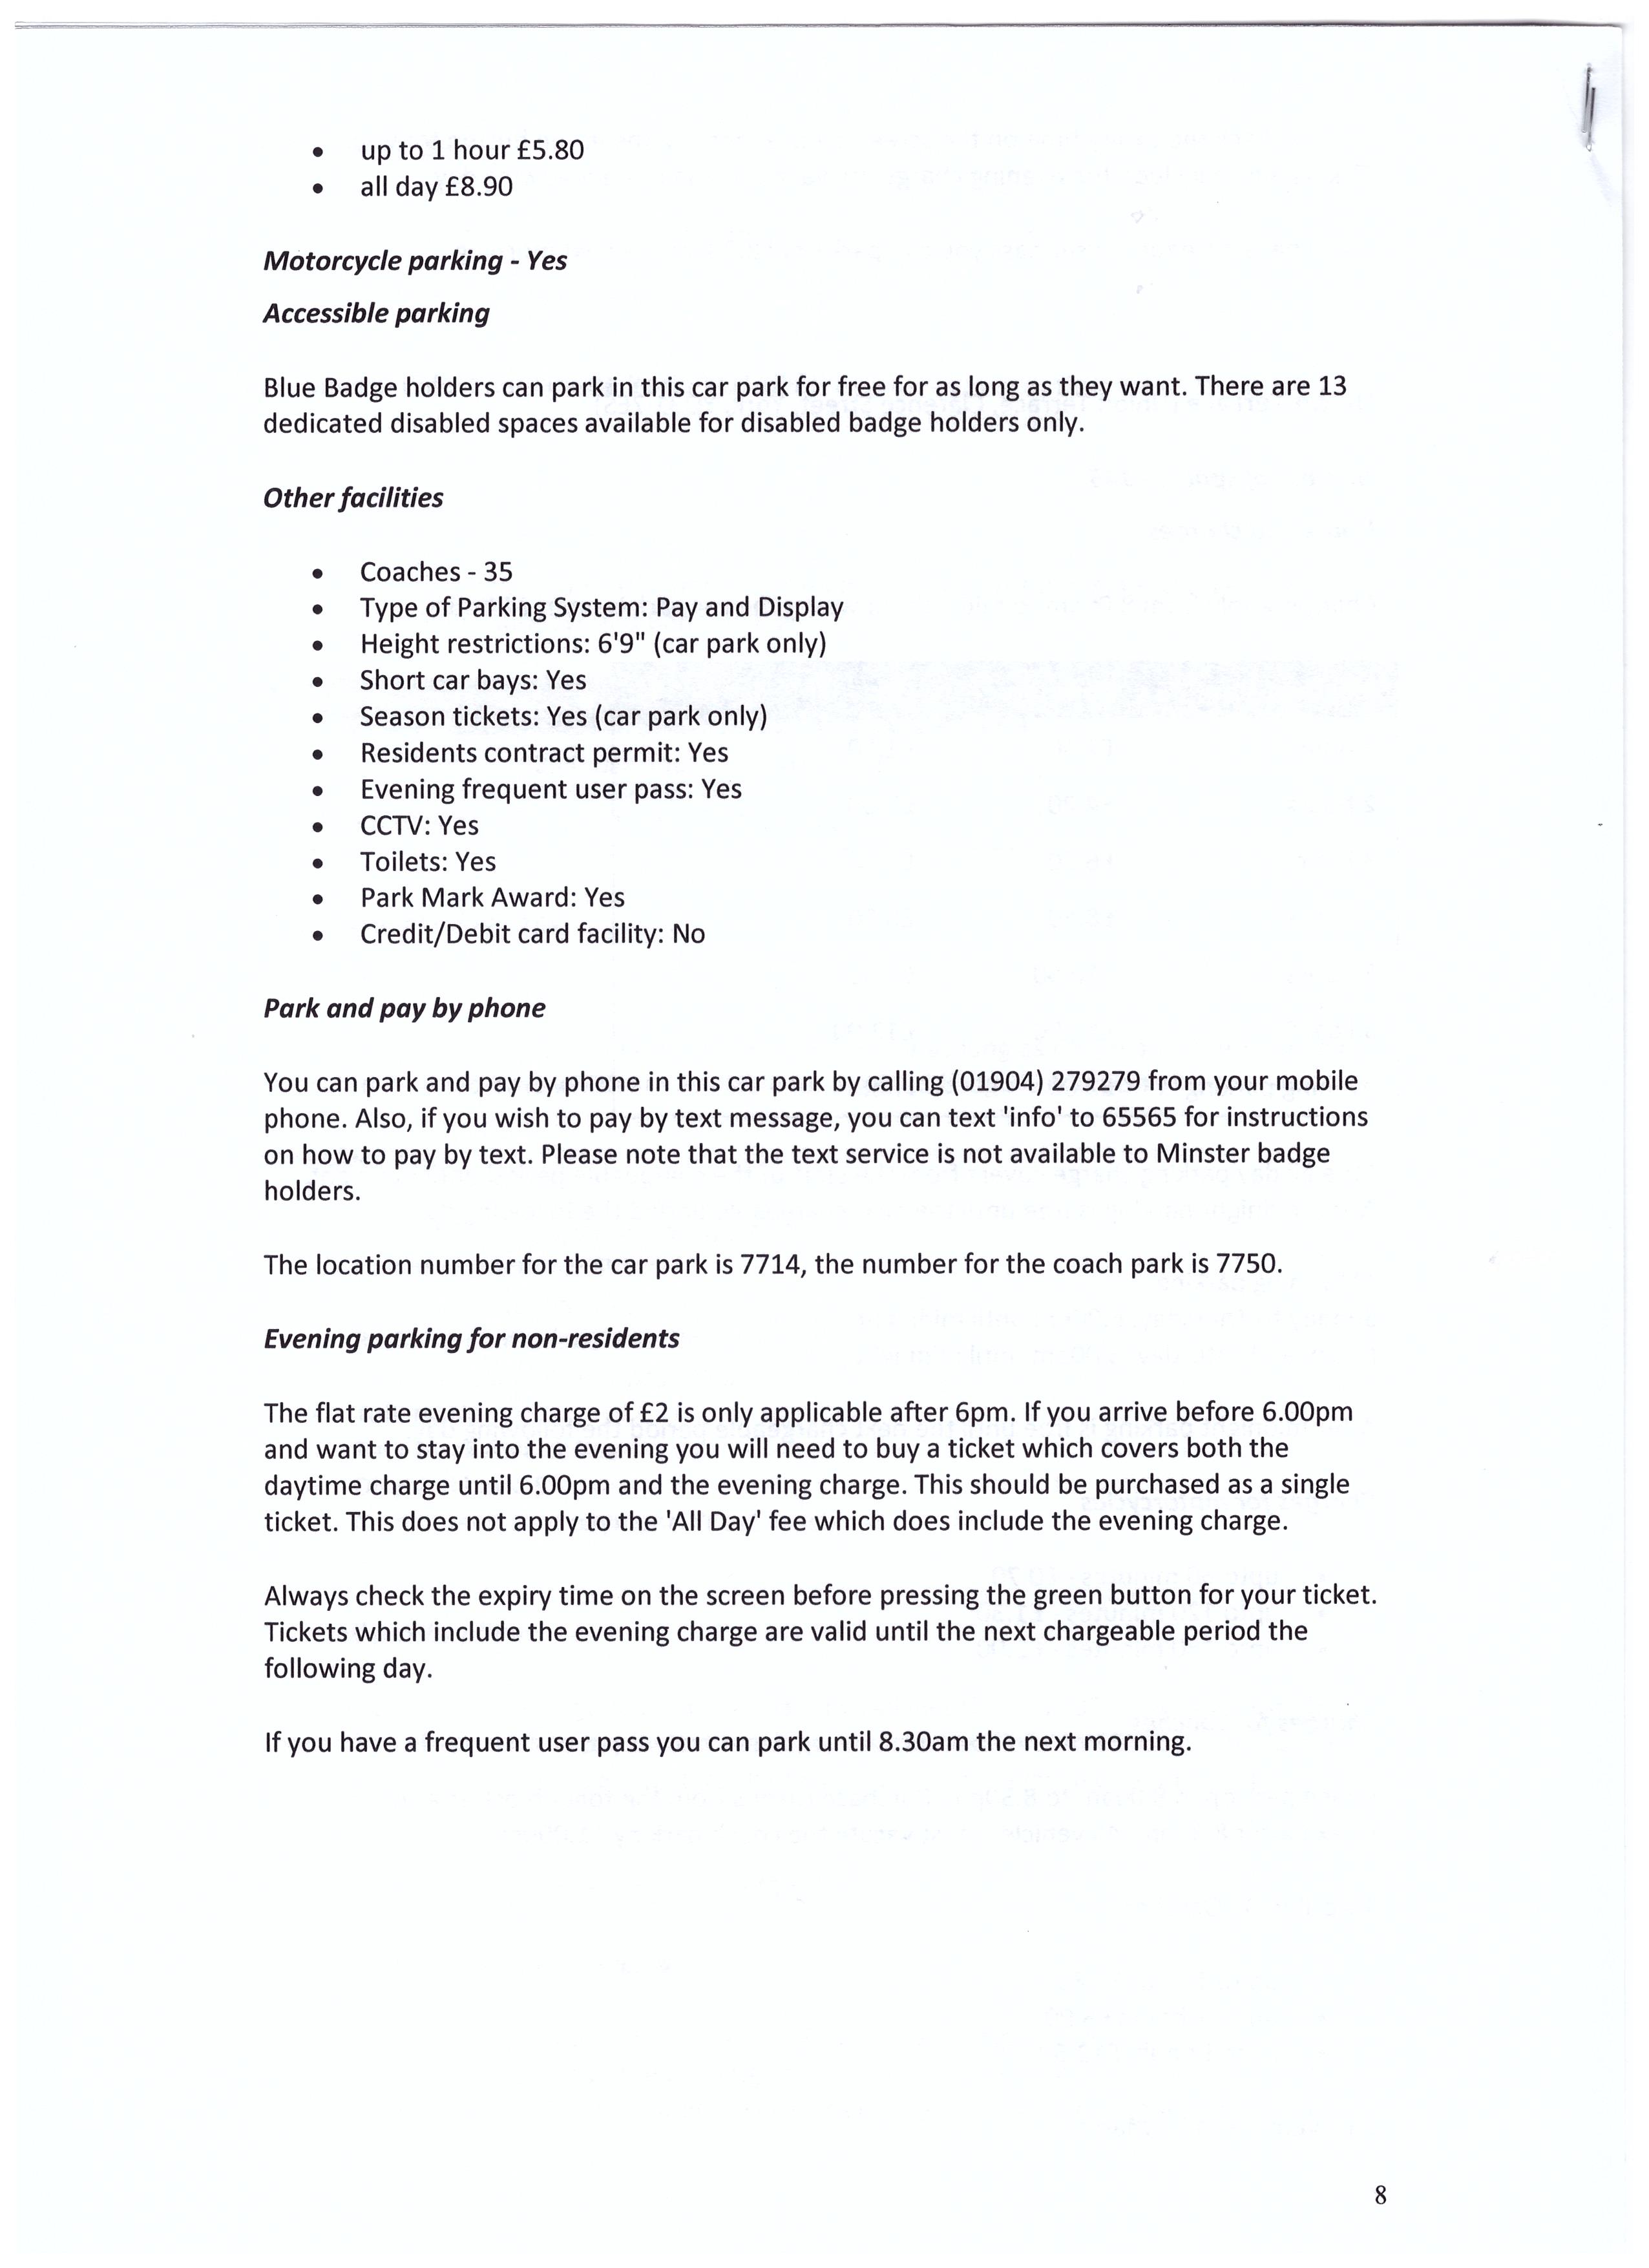 • up to 1 hour £5.80
• all day £8.90
Motorcycle parking - Yes
Accessible parking
Blue Badge holders can park in this car park for free for as long as they want. There are 13
dedicated disabled spaces available for disabled badge holders only.
Other facilities
• Coaches - 35
• Type of Parking System: Pay and Display
• Height restrictions: 6'9" (car park only)
• Short car bays: Yes
• Season tickets: Yes (car park only)
• Residents contract permit: Yes
• Evening frequent user pass: Yes
• CCTV: Yes
• Toilets: Yes
• Park Mark Award: Yes
• Credit/Debit card facility: No
Park and pay by phone
You can park and pay by phone in this car park by calling (01904) 279279 from your mobile
phone. Also, if you wish to pay by text message, you can text 'info' to 65565 for instructions
on how to pay by text. Please note that the text service is not available to Minster badge
holders.
The location number for the car park is 7714, the number for the coach park is 7750.
Evening parking for non-residents
The flat rate evening charge of £2 is only applicable after 6pm. If you arrive before 6.00pm
and want to stay into the evening you will need to buy a ticket which covers both the
daytime charge until 6.00pm and the evening charge. This should be purchased as a single
ticket. This does not apply to the 'All Day' fee which does include the evening charge.
Always check the expiry time on the screen before pressing the green button for your ticket.
Tickets which include the evening charge are valid until the next chargeable period the
following day.
If you have a frequent user pass you can park until 8.30am the next morning.
8